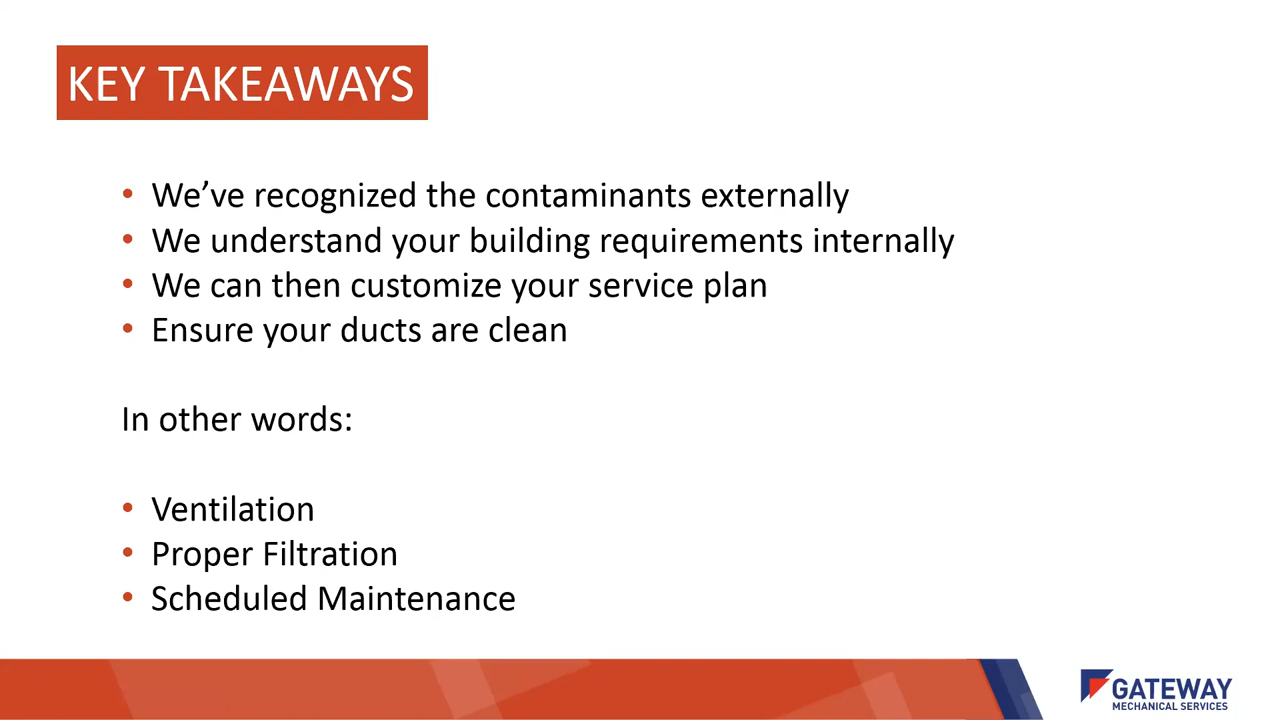 KEY TAKEAWAYS
• We’ve recognized the contaminants externally
• We understand your building requirements internally
• We can then customize your service plan
• Ensure your ducts are clean
In other words:
• Ventilation
• Proper Filtration
• Scheduled Maintenance
GATEWAY
MECHANICAL SERVICES